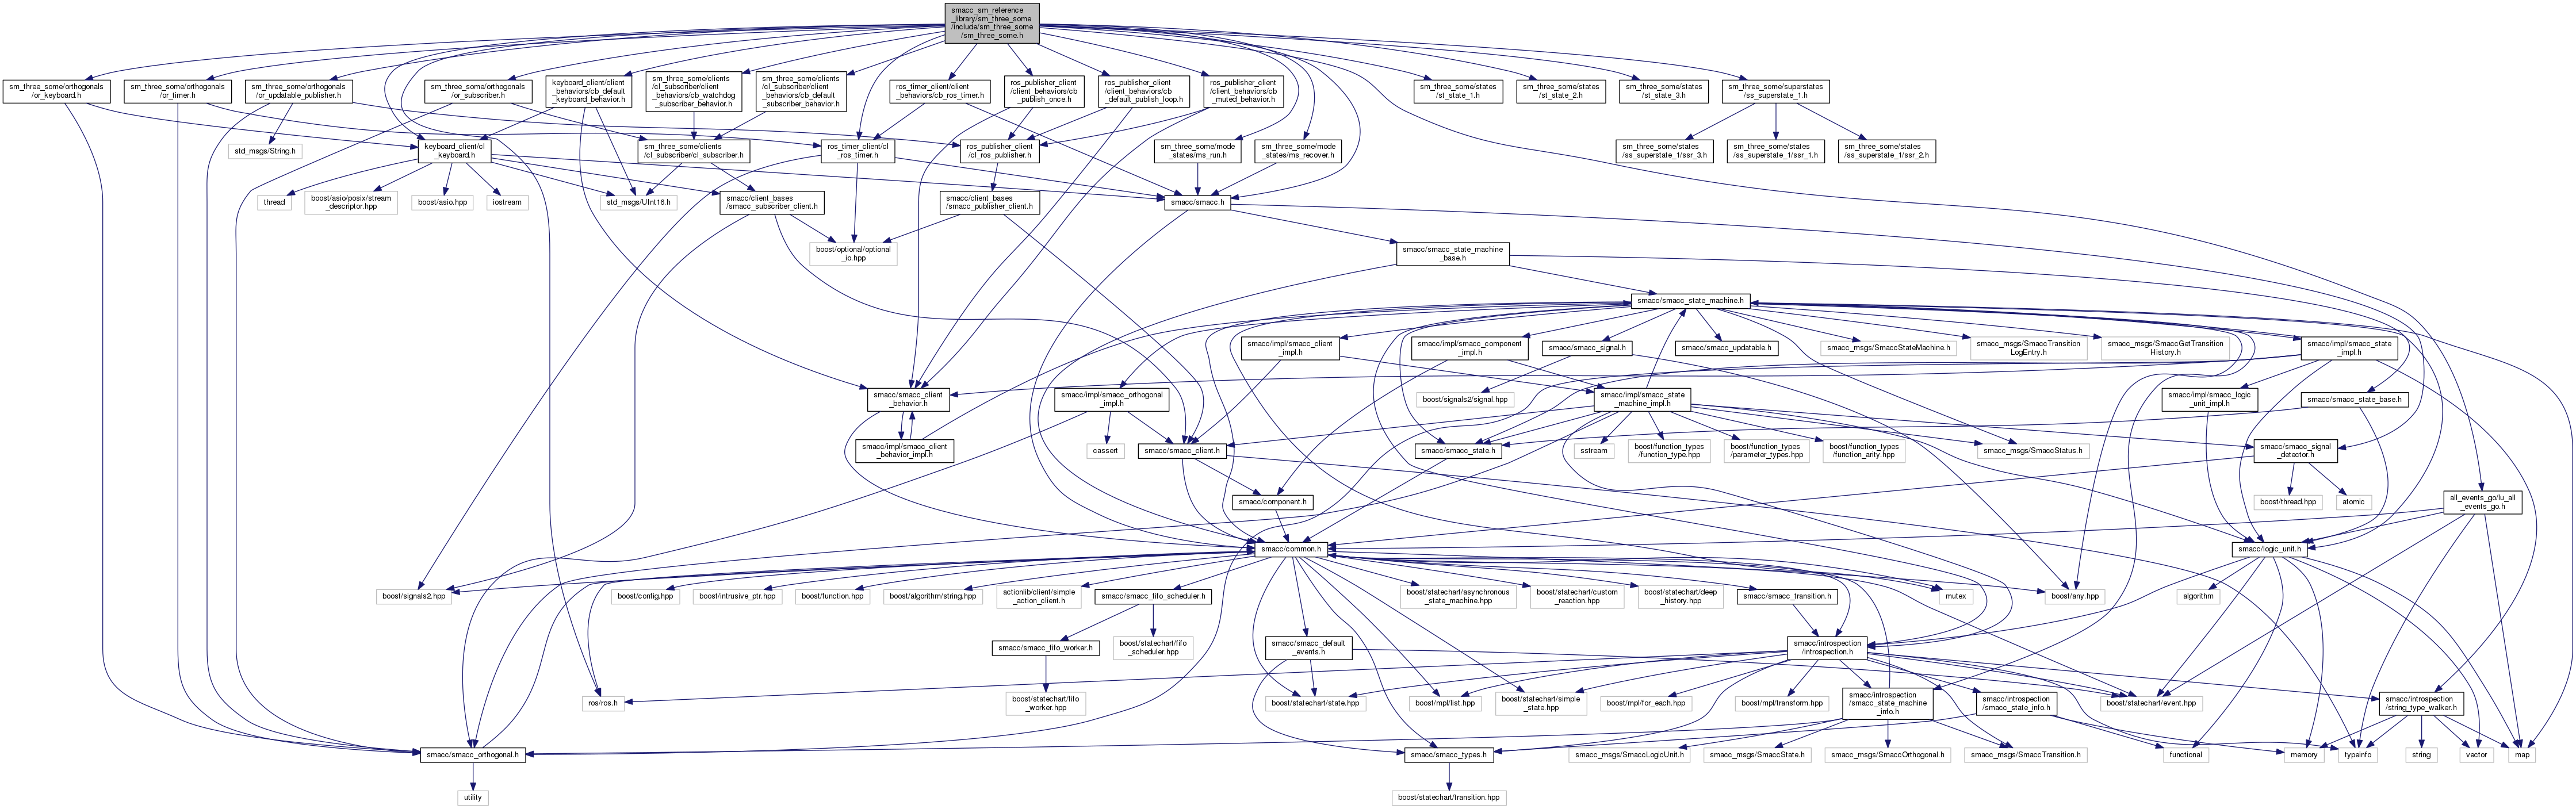 smacc_sm_reference
_library/sm_three_some
/include/sm_three_some
/sm_three_some.h
sm_three_some/orthogonals
/or_keyboard.h
sm_three_some/orthogonals
/or_timer.h
sm_three_some/orthogonals
/or_updatable_publisher.h
sm_three_some/orthogonals
/or_subscriber.h
keyboard_client/client
_behaviors/cb_default
_keyboard_behavior.h
sm_three_some/clients
/cl_subscriber/client
_behaviors/cb_watchdog
_subscriber_behavior.h
sm_three_some/clients
/cl_subscriber/client
_behaviors/cb_default
_subscriber_behavior.h
ros_timer_client/client
_behaviors/cb_ros_timer.h
ros_publisher_client
/client_behaviors/cb
_publish_once.h
ros_publisher_client
/client_behaviors/cb
_default_publish_loop.h
ros_publisher_client
/client_behaviors/cb
_muted_behavior.h
sm_three_some/states
/st_state_1.h
sm_three_some/states
/st_state_2.h
sm_three_some/states
/st_state_3.h
sm_three_some/superstates
/ss_superstate_1.h
std_msgs/String.h
keyboard_client/cl
_keyboard.h
sm_three_some/clients
/cl_subscriber/cl_subscriber.h
ros_timer_client/cl
_ros_timer.h
ros_publisher_client
/cl_ros_publisher.h
sm_three_some/mode
_states/ms_run.h
sm_three_some/mode
_states/ms_recover.h
sm_three_some/states
/ss_superstate_1/ssr_3.h
sm_three_some/states
/ss_superstate_1/ssr_1.h
sm_three_some/states
/ss_superstate_1/ssr_2.h
thread
boost/asio/posix/stream
_descriptor.hpp
boost/asio.hpp
iostream
std_msgs/UInt16.h
smacc/client_bases
/smacc_subscriber_client.h
smacc/client_bases
/smacc_publisher_client.h
smacc/smacc.h
boost/optional/optional
_io.hpp
smacc/smacc_state_machine
_base.h
smacc/smacc_state_machine.h
smacc/impl/smacc_client
_impl.h
smacc/impl/smacc_component
_impl.h
smacc/smacc_signal.h
smacc/smacc_updatable.h
smacc_msgs/SmaccStateMachine.h
smacc_msgs/SmaccTransition
LogEntry.h
smacc_msgs/SmaccGetTransition
History.h
smacc/impl/smacc_state
_impl.h
smacc/smacc_client
_behavior.h
smacc/impl/smacc_orthogonal
_impl.h
boost/signals2/signal.hpp
smacc/impl/smacc_state
_machine_impl.h
smacc/impl/smacc_logic
_unit_impl.h
smacc/smacc_state_base.h
smacc/impl/smacc_client
_behavior_impl.h
cassert
smacc/smacc_client.h
smacc/smacc_state.h
sstream
boost/function_types
/function_type.hpp
boost/function_types
/parameter_types.hpp
boost/function_types
/function_arity.hpp
smacc_msgs/SmaccStatus.h
smacc/smacc_signal
_detector.h
smacc/component.h
boost/thread.hpp
atomic
all_events_go/lu_all
_events_go.h
smacc/common.h
smacc/logic_unit.h
boost/signals2.hpp
boost/config.hpp
boost/intrusive_ptr.hpp
boost/function.hpp
boost/algorithm/string.hpp
actionlib/client/simple
_action_client.h
smacc/smacc_fifo_scheduler.h
boost/statechart/asynchronous
_state_machine.hpp
boost/statechart/custom
_reaction.hpp
boost/statechart/deep
_history.hpp
smacc/smacc_transition.h
mutex
boost/any.hpp
algorithm
smacc/smacc_fifo_worker.h
boost/statechart/fifo
_scheduler.hpp
smacc/smacc_default
_events.h
smacc/introspection
/introspection.h
ros/ros.h
boost/statechart/fifo
_worker.hpp
boost/statechart/state.hpp
boost/mpl/list.hpp
boost/statechart/simple
_state.hpp
boost/mpl/for_each.hpp
boost/mpl/transform.hpp
smacc/introspection
/smacc_state_machine
_info.h
smacc/introspection
/smacc_state_info.h
boost/statechart/event.hpp
smacc/introspection
/string_type_walker.h
smacc/smacc_orthogonal.h
smacc/smacc_types.h
smacc_msgs/SmaccLogicUnit.h
smacc_msgs/SmaccState.h
smacc_msgs/SmaccOrthogonal.h
smacc_msgs/SmaccTransition.h
functional
memory
typeinfo
string
vector
map
utility
boost/statechart/transition.hpp